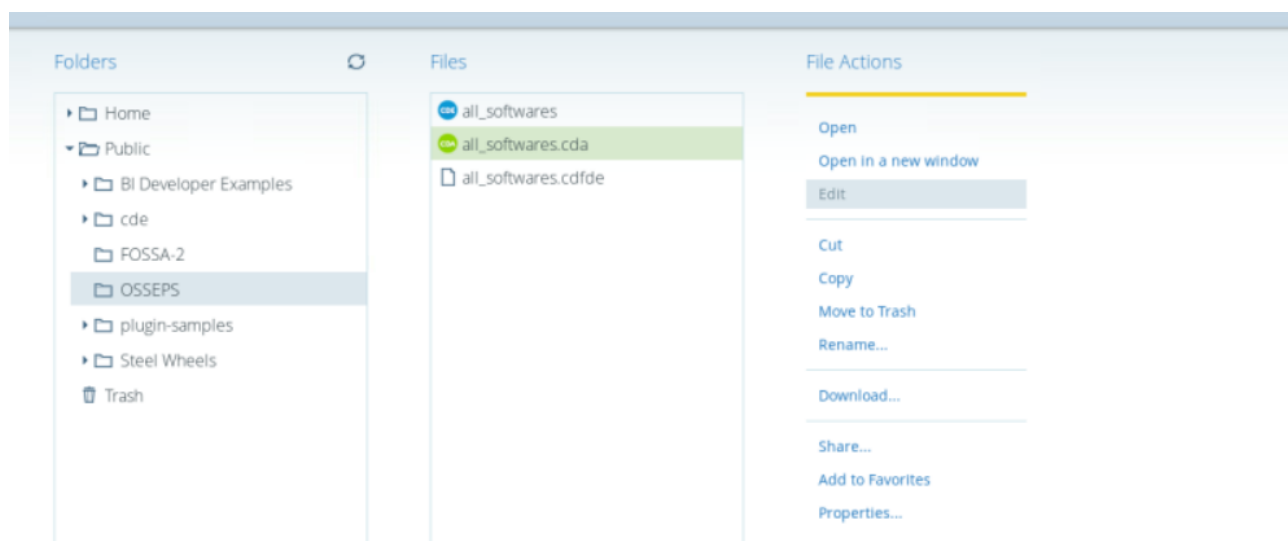 Folders
Home
Public
BI Developer Examples
cde
FOSSA-2
OSSEPS
plugin-samples
Steel Wheels
Trash
Files
CDE all_softwares
CDA all_softwares.cda
all_softwares.cdfde
File Actions
Open
Open in a new window
Edit
Cut
Copy
Move to Trash
Rename...
Download...
Share...
Add to Favorites
Properties...